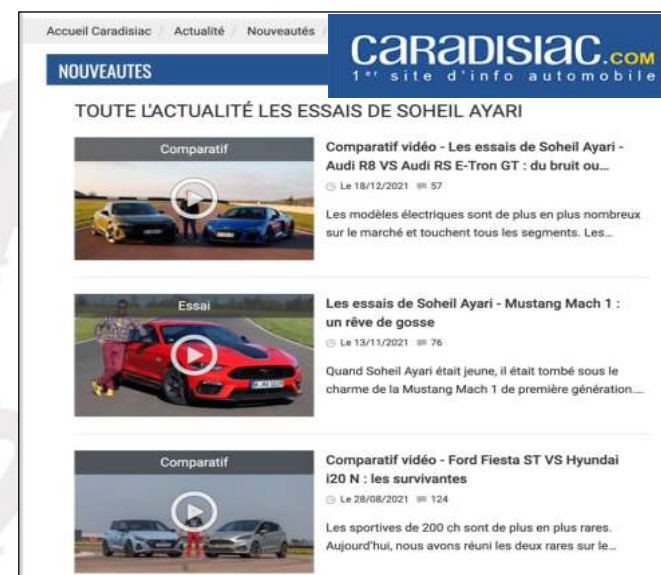 Accueil Caradisiac / Actualité / Nouveautés /
CARADISIAC.COM
1er site d'info automobile
NOUVEAUTES
TOUTE L'ACTUALITÉ LES ESSAIS DE SOHEIL AYARI
Comparatif
Comparatif vidéo - Les essais de Soheil Ayari -
Audi R8 VS Audi RS E-Tron GT : du bruit ou...
Le 18/12/2021 57
Les modèles électriques sont de plus en plus nombreux
sur le marché et touchent tous les segments. Les...
Essai
Les essais de Soheil Ayari - Mustang Mach 1 :
un rêve de gosse
Le 13/11/2021 76
Quand Soheil Ayari était jeune, il était tombé sous le
charme de la Mustang Mach 1 de première génération....
Comparatif
Comparatif vidéo - Ford Fiesta ST VS Hyundai
i20 N : les survivantes
Le 28/08/2021 124
Les sportives de 200 ch sont de plus en plus rares.
Aujourd'hui, nous avons réuni les deux rares sur le...